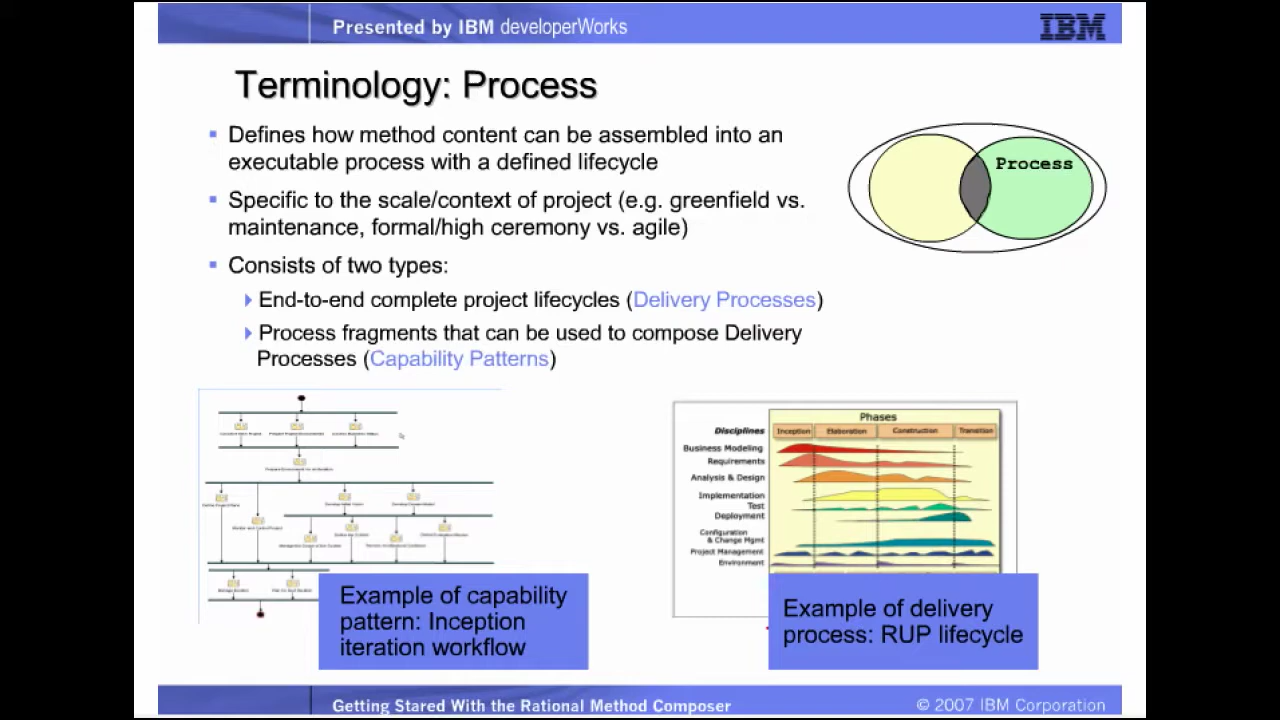 Presented by IBM developerWorks
IBM
Terminology: Process
Defines how method content can be assembled into an
executable process with a defined lifecycle
Specific to the scale/context of project (e.g. greenfield vs.
maintenance, formal/high ceremony vs. agile)
Consists of two types:
End-to-end complete project lifecycles (Delivery Processes)
Process fragments that can be used to compose Delivery
Processes (Capability Patterns)
Process
Example of capability
pattern: Inception
iteration workflow
Phases
Disciplines
Inception
Elaboration
Construction
Transition
Business Modeling
Requirements
Analysis & Design
Implementation
Test
Deployment
Configuration
& Change Mgmt
Project Management
Environment
Example of delivery
process: RUP lifecycle
Getting Stared With the Rational Method Composer
© 2007 IBM Corporation